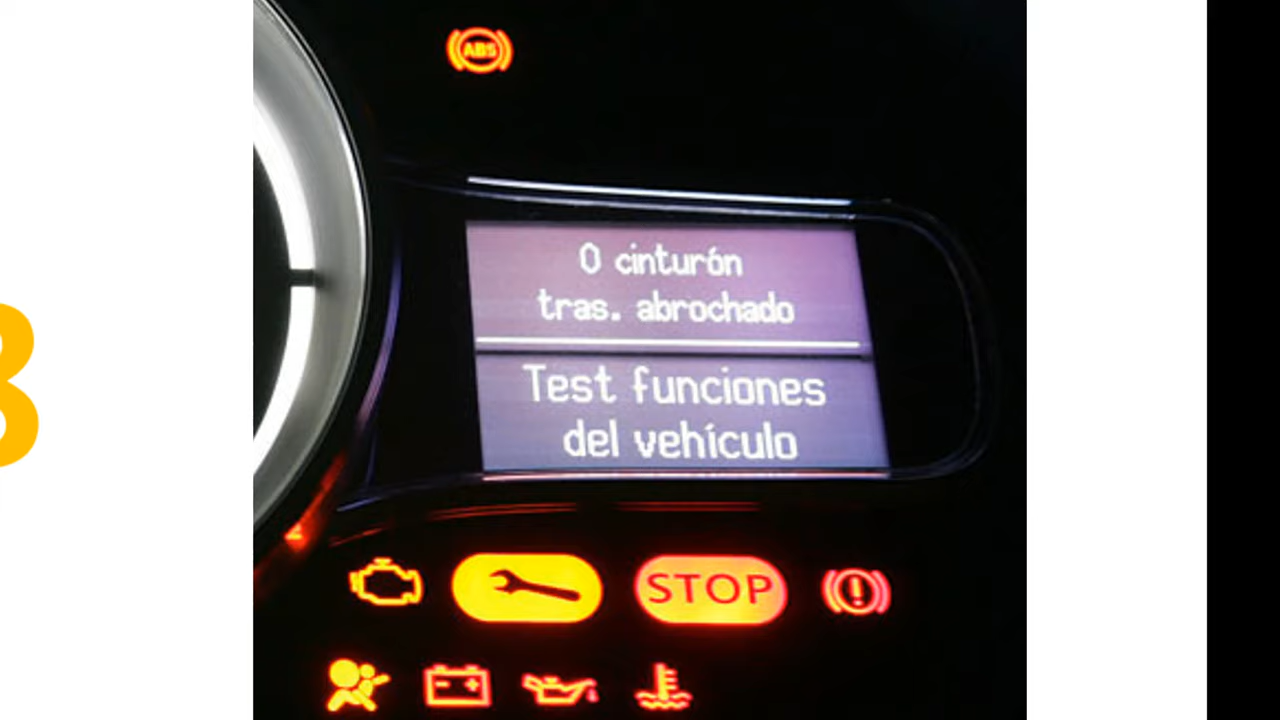 ABS
0 cinturón
tras. abrochado
Test funciones
del vehículo
STOP